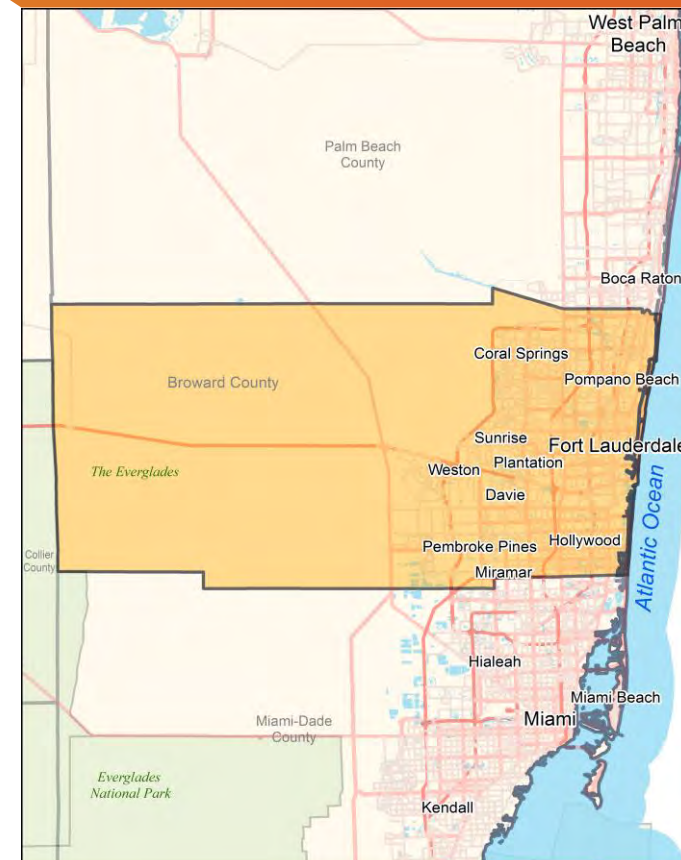 West Palm
Beach
Palm Beach
County
Boca Raton
Coral Springs
Broward County
Pompano Beach
Sunrise
Fort Lauderdale
Plantation
Weston
The Everglades
Davie
Atlantic Ocean
Pembroke Pines
Hollywood
Collier
County
Miramar
Hialeah
Miami Beach
Miami
Miami-Dade
County
Everglades
National Park
Kendall